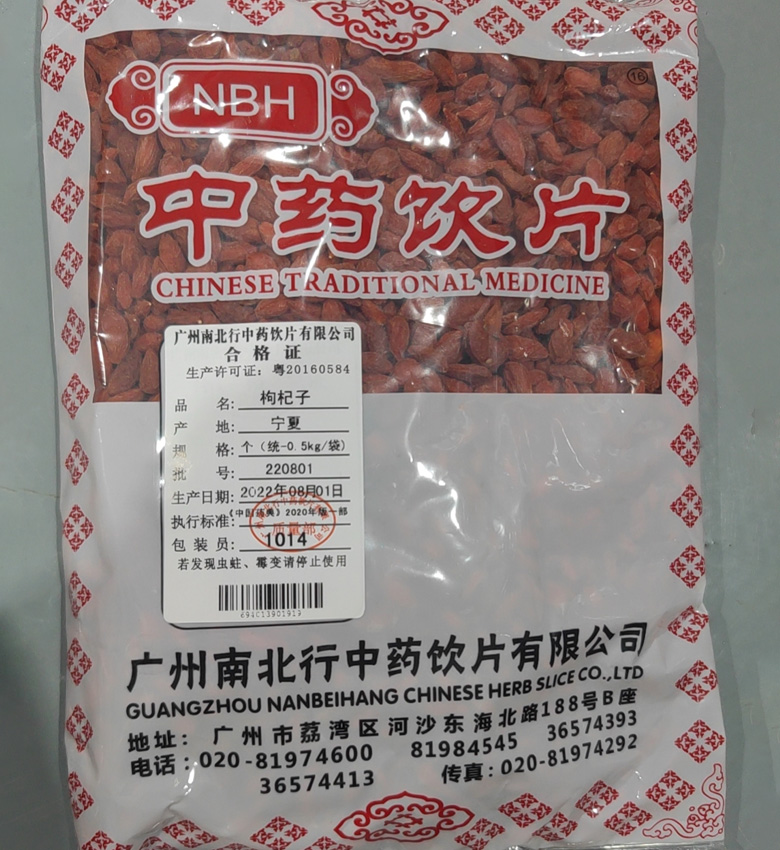 NBH
16
中药饮片
CHINESE TRADITIONAL MEDICINE
广州南北行中药饮片有限公司
合格证
生产许可证：粤20160584
品 名：枸杞子
产 地：宁夏
规 格：个（统-0.5kg/袋）
批 号：220801
生产日期：2022年08月01日
执行标准：《中国药典》2020年版一部
质量部
包装员：1014
若发现虫蛀、霉变请停止使用
广州南北行中药饮片有限公司
GUANGZHOU NANBEIHANG CHINESE HERB SLICE CO.,LTD
地址：广州市荔湾区河沙东海北路188号B座
电话：020-81974600 81984545 36574393
36574413 传真：020-81974292